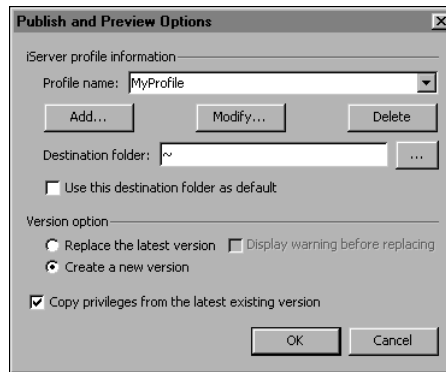 Publish and Preview Options
iServer profile information
Profile name: MyProfile
Add... Modify... Delete
Destination folder: ~ ...
Use this destination folder as default
Version option
Replace the latest version Display warning before replacing
Create a new version
Copy privileges from the latest existing version
OK Cancel